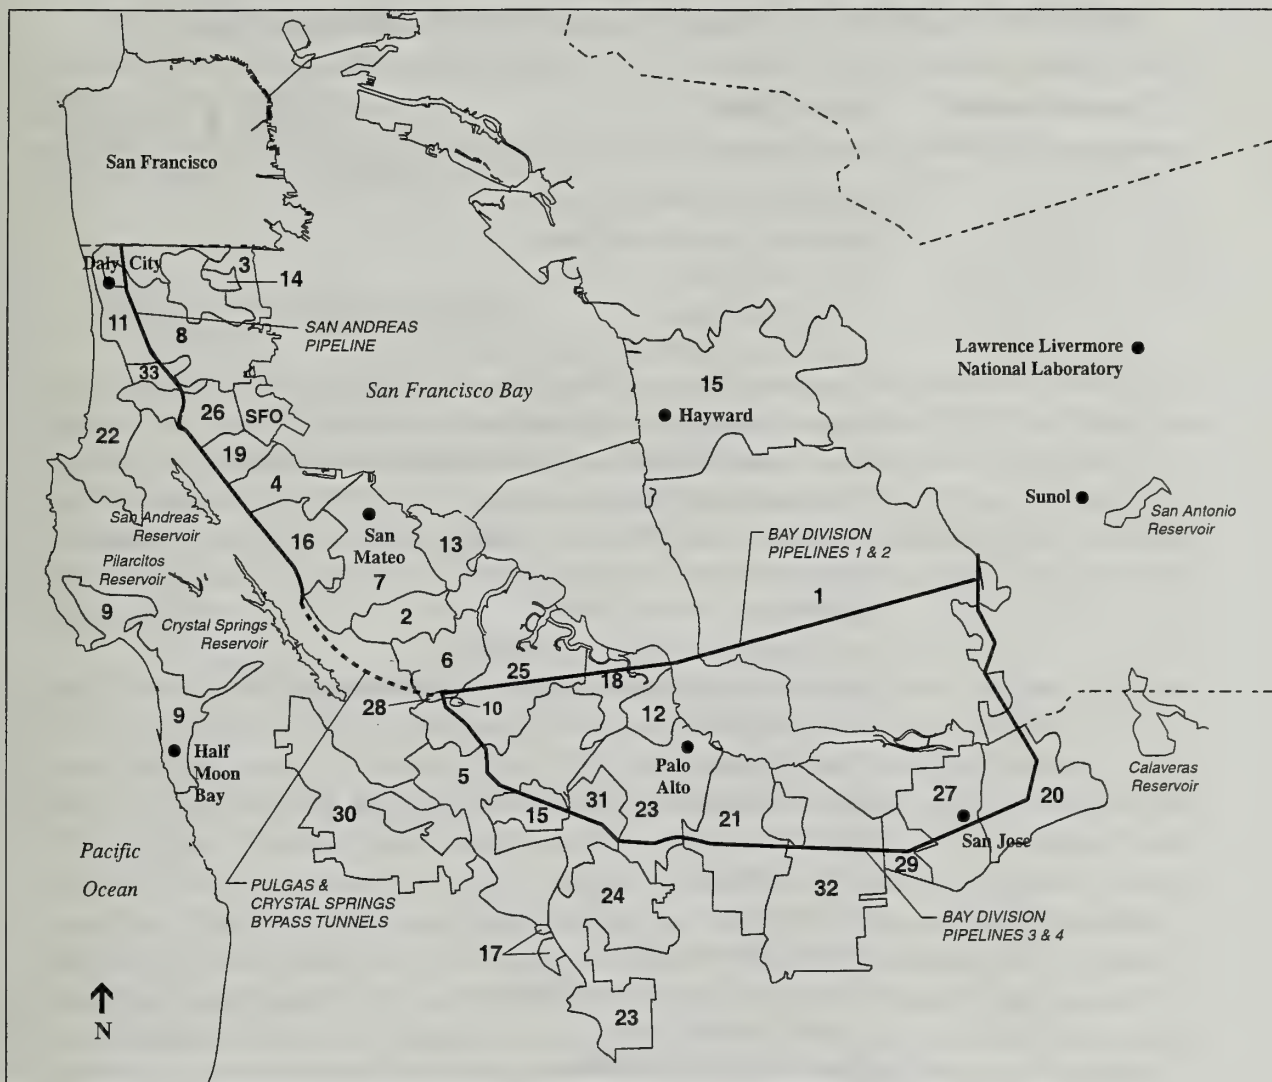 San Francisco
Daly City
3
14
11
8
SAN ANDREAS
PIPELINE
33
San Francisco Bay
Lawrence Livermore
National Laboratory
15
Hayward
26
SFO
22
19
4
Sunol
San Antonio
Reservoir
San Andreas
Reservoir
16
San
Mateo
13
BAY DIVISION
PIPELINES 1 & 2
Pilarcitos
Reservoir
7
1
9
2
Crystal Springs
Reservoir
6
25
18
28
10
12
9
Half
Moon
Bay
Palo
Alto
Calaveras
Reservoir
5
27
20
30
15
31
23
21
San Jose
Pacific
Ocean
29
PULGAS &
CRYSTAL SPRINGS
BYPASS TUNNELS
24
32
BAY DIVISION
PIPELINES 3 & 4
17
23
N